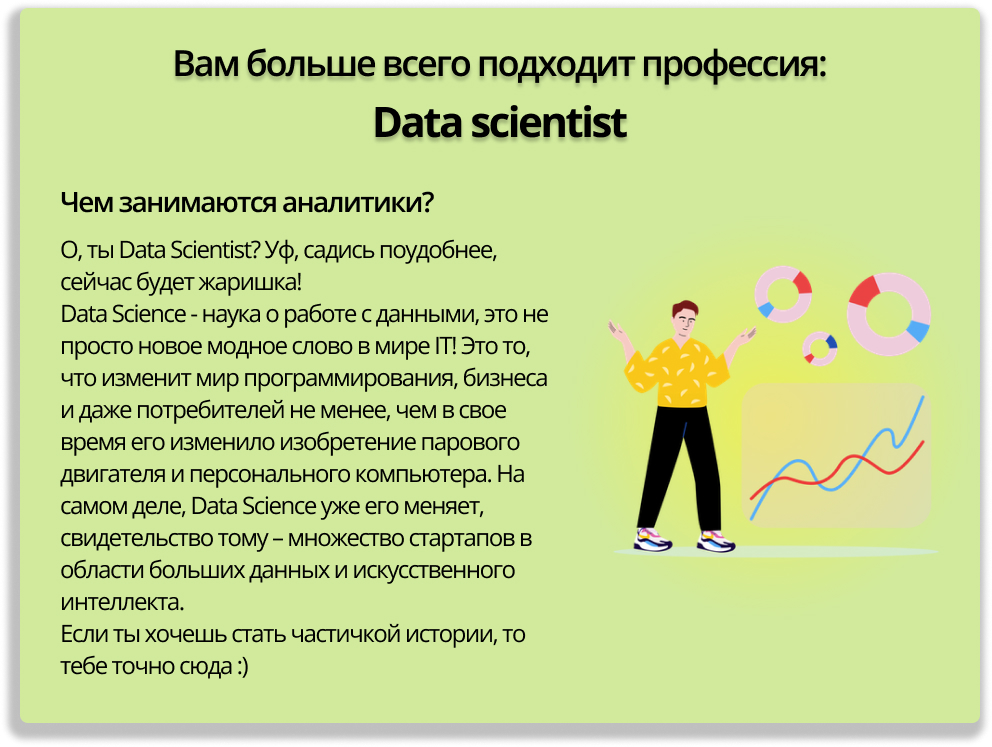 Вам больше всего подходит профессия:
Data scientist
Чем занимаются аналитики?
О, ты Data Scientist? Уф, садись поудобнее,
сейчас будет жаришка!
Data Science - наука о работе с данными, это не
просто новое модное слово в мире IT! Это то,
что изменит мир программирования, бизнеса
и даже потребителей не менее, чем в свое
время его изменило изобретение парового
двигателя и персонального компьютера. На
самом деле, Data Science уже его меняет,
свидетельство тому – множество стартапов в
области больших данных и искусственного
интеллекта.
Если ты хочешь стать частичкой истории, то
тебе точно сюда :)